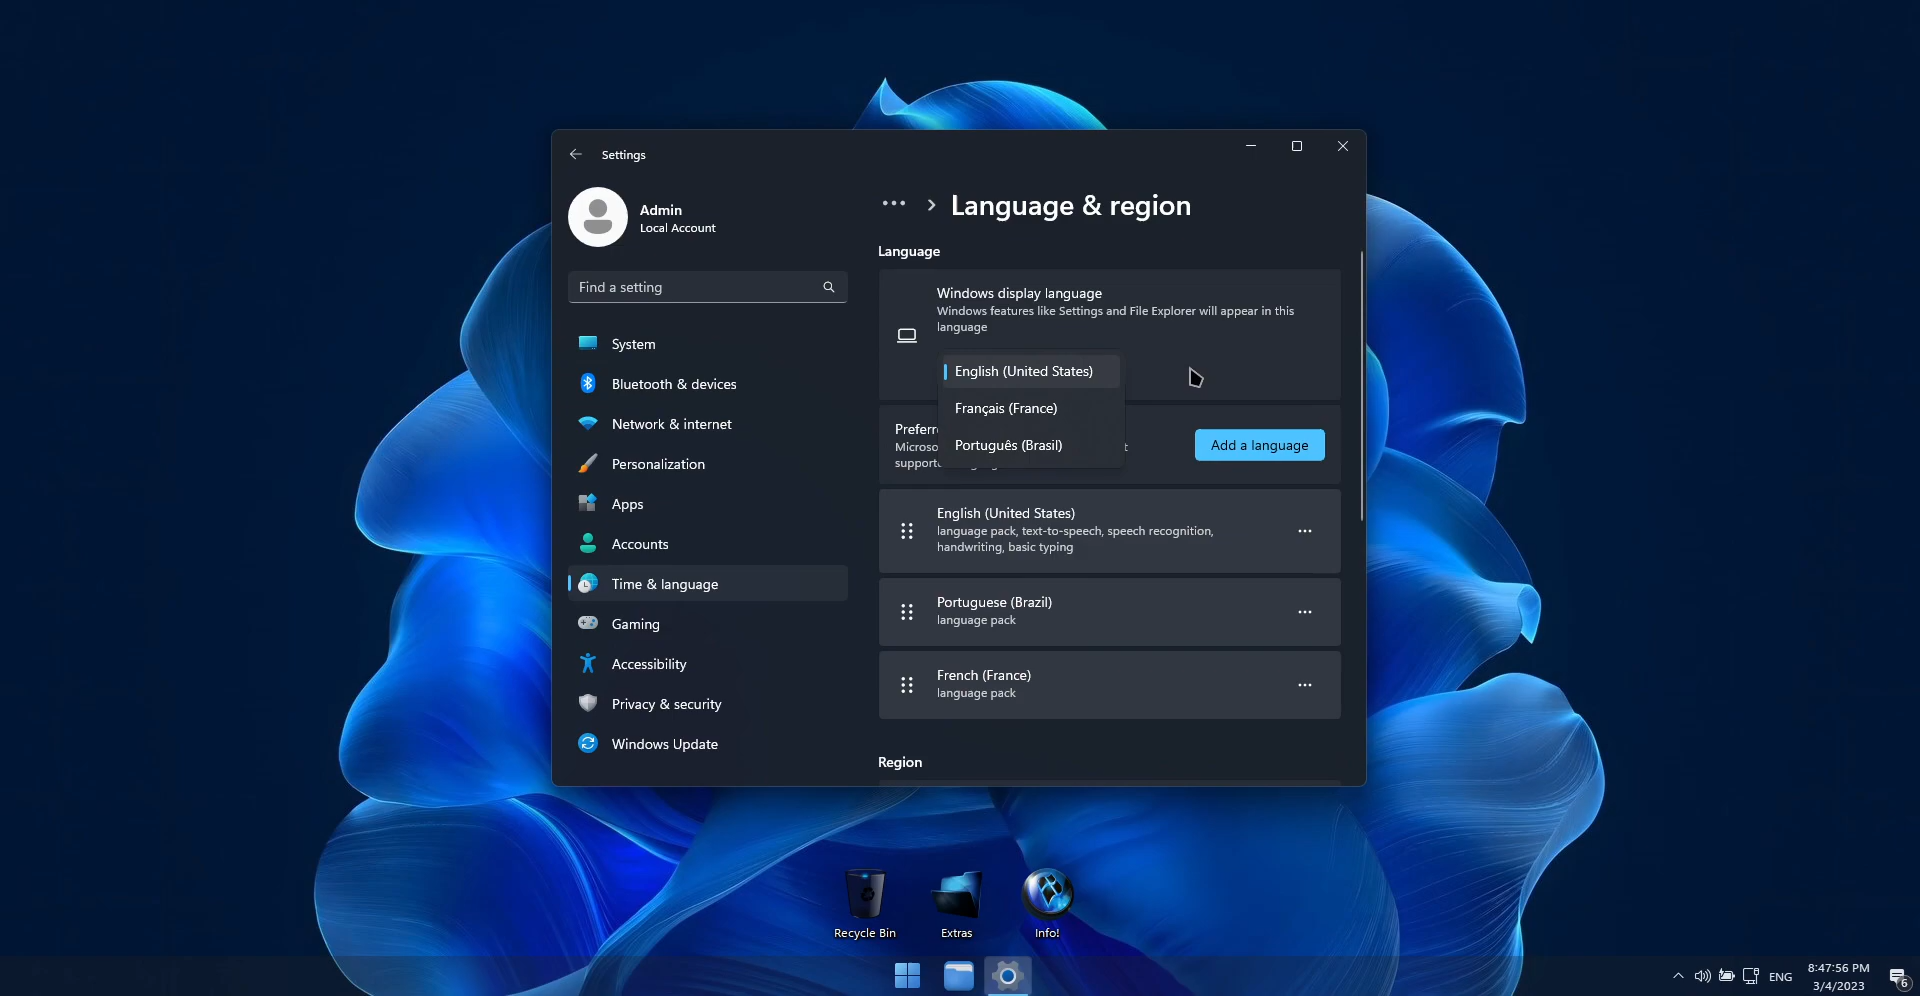 Settings
Admin
Local Account
Find a setting
System
Bluetooth & devices
Network & internet
Personalization
Apps
Accounts
Time & language
Gaming
Accessibility
Privacy & security
Windows Update
Language & region
Language
Windows display language
Windows features like Settings and File Explorer will appear in this
language
English (United States)
Français (France)
Português (Brasil)
Add a language
English (United States)
language pack, text-to-speech, speech recognition,
handwriting, basic typing
Portuguese (Brazil)
language pack
French (France)
language pack
Region
Recycle Bin
Extras
Info!
ENG
8:47:56 PM
3/4/2023
6